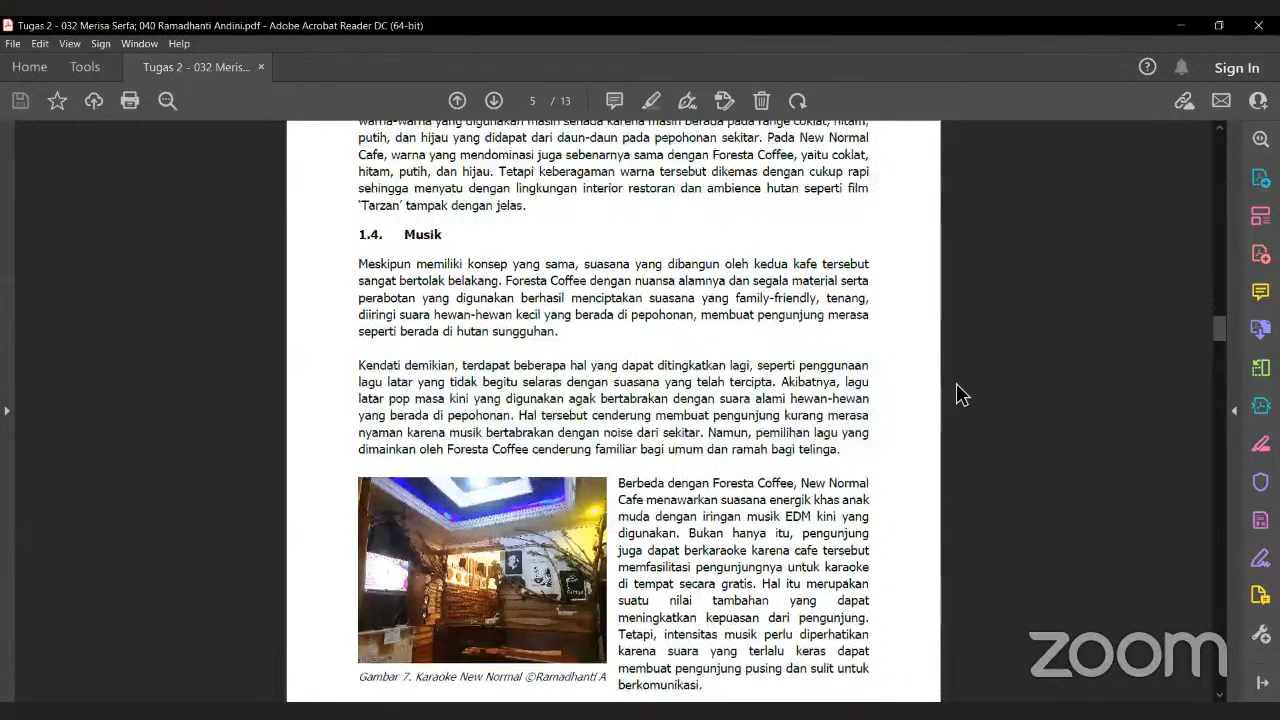 Tugas 2 - 032 Merisa Serfa; 040 Ramadhanti Andini.pdf - Adobe Acrobat Reader DC (64-bit)
File Edit View Sign Window Help
Home Tools Tugas 2 - 032 Meris... × Sign In
5 / 13
warna-warna yang digunakan masih senada karena masih berada pada range coklat, hitam,
putih, dan hijau yang didapat dari daun-daun pada pepohonan sekitar. Pada New Normal
Cafe, warna yang mendominasi juga sebenarnya sama dengan Foresta Coffee, yaitu coklat,
hitam, putih, dan hijau. Tetapi keberagaman warna tersebut dikemas dengan cukup rapi
sehingga menyatu dengan lingkungan interior restoran dan ambience hutan seperti film
‘Tarzan’ tampak dengan jelas.
1.4. Musik
Meskipun memiliki konsep yang sama, suasana yang dibangun oleh kedua kafe tersebut
sangat bertolak belakang. Foresta Coffee dengan nuansa alamnya dan segala material serta
perabotan yang digunakan berhasil menciptakan suasana yang family-friendly, tenang,
diiringi suara hewan-hewan kecil yang berada di pepohonan, membuat pengunjung merasa
seperti berada di hutan sungguhan.
Kendati demikian, terdapat beberapa hal yang dapat ditingkatkan lagi, seperti penggunaan
lagu latar yang tidak begitu selaras dengan suasana yang telah tercipta. Akibatnya, lagu
latar pop masa kini yang digunakan agak bertabrakan dengan suara alami hewan-hewan
yang berada di pepohonan. Hal tersebut cenderung membuat pengunjung kurang merasa
nyaman karena musik bertabrakan dengan noise dari sekitar. Namun, pemilihan lagu yang
dimainkan oleh Foresta Coffee cenderung familiar bagi umum dan ramah bagi telinga.
Berbeda dengan Foresta Coffee, New Normal
Cafe menawarkan suasana energik khas anak
muda dengan iringan musik EDM kini yang
digunakan. Bukan hanya itu, pengunjung
juga dapat berkaraoke karena cafe tersebut
memfasilitasi pengunjungnya untuk karaoke
di tempat secara gratis. Hal itu merupakan
suatu nilai tambahan yang dapat
meningkatkan kepuasan dari pengunjung.
Tetapi, intensitas musik perlu diperhatikan
karena suara yang terlalu keras dapat
membuat pengunjung pusing dan sulit untuk
berkomunikasi.
Gambar 7. Karaoke New Normal ©Ramadhanti A
zoom